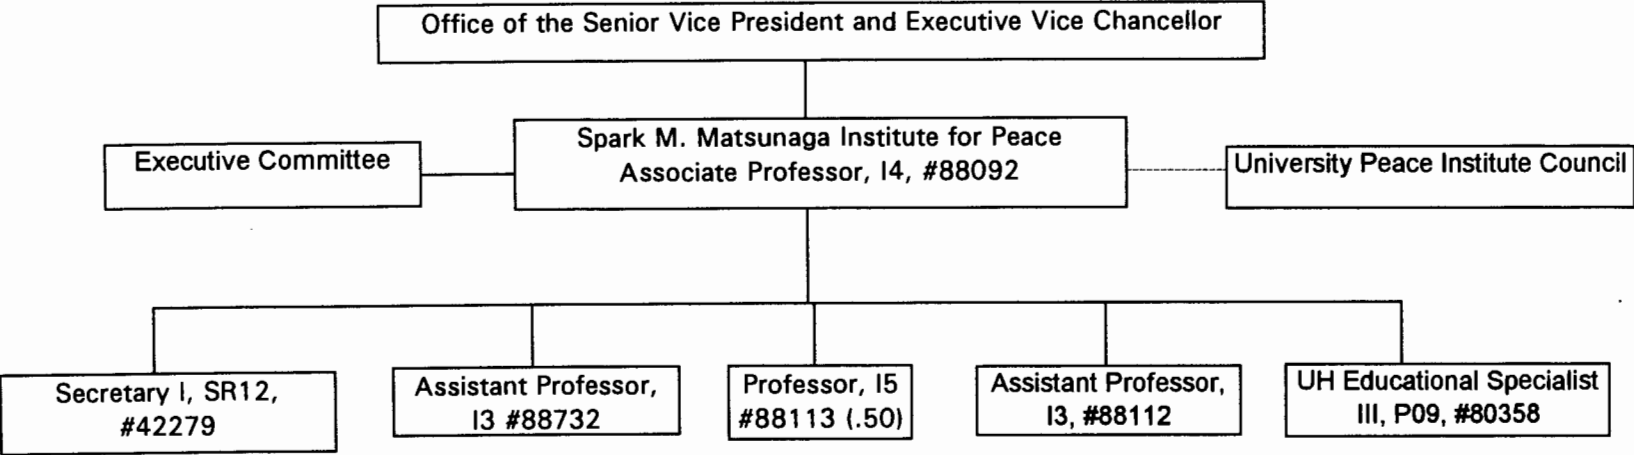 Office of the Senior Vice President and Executive Vice Chancellor
Spark M. Matsunaga Institute for Peace
Associate Professor, I4, #88092
Executive Committee
University Peace Institute Council
Secretary I, SR12,
#42279
Assistant Professor,
I3 #88732
Professor, I5
#88113 (.50)
Assistant Professor,
I3, #88112
UH Educational Specialist
III, P09, #80358